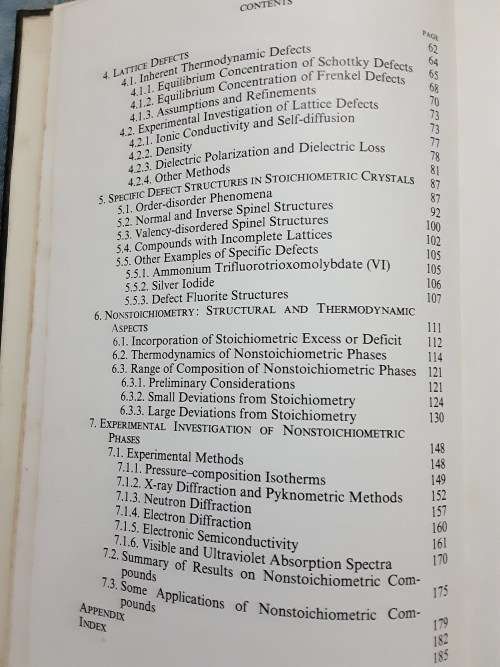 CONTENTS
PAGE
4. LATTICE DEFECTS 62
4.1. Inherent Thermodynamic Defects 64
4.1.1. Equilibrium Concentration of Schottky Defects 65
4.1.2. Equilibrium Concentration of Frenkel Defects 68
4.1.3. Assumptions and Refinements 70
4.2. Experimental Investigation of Lattice Defects 73
4.2.1. Ionic Conductivity and Self-diffusion 73
4.2.2. Density 77
4.2.3. Dielectric Polarization and Dielectric Loss 78
4.2.4. Other Methods 81
5. SPECIFIC DEFECT STRUCTURES IN STOICHIOMETRIC CRYSTALS 87
5.1. Order-disorder Phenomena 87
5.2. Normal and Inverse Spinel Structures 92
5.3. Valency-disordered Spinel Structures 100
5.4. Compounds with Incomplete Lattices 102
5.5. Other Examples of Specific Defects 105
5.5.1. Ammonium Trifluorotrioxomolybdate (VI) 105
5.5.2. Silver Iodide 106
5.5.3. Defect Fluorite Structures 107
6. NONSTOICHIOMETRY: STRUCTURAL AND THERMODYNAMIC
ASPECTS 111
6.1. Incorporation of Stoichiometric Excess or Deficit 112
6.2. Thermodynamics of Nonstoichiometric Phases 114
6.3. Range of Composition of Nonstoichiometric Phases 121
6.3.1. Preliminary Considerations 121
6.3.2. Small Deviations from Stoichiometry 124
6.3.3. Large Deviations from Stoichiometry 130
7. EXPERIMENTAL INVESTIGATION OF NONSTOICHIOMETRIC
PHASES 148
7.1. Experimental Methods 148
7.1.1. Pressure–composition Isotherms 149
7.1.2. X-ray Diffraction and Pyknometric Methods 152
7.1.3. Neutron Diffraction 157
7.1.4. Electron Diffraction 160
7.1.5. Electronic Semiconductivity 161
7.1.6. Visible and Ultraviolet Absorption Spectra 170
7.2. Summary of Results on Nonstoichiometric Com-
pounds 175
7.3. Some Applications of Nonstoichiometric Com-
pounds 179
APPENDIX 182
INDEX 185